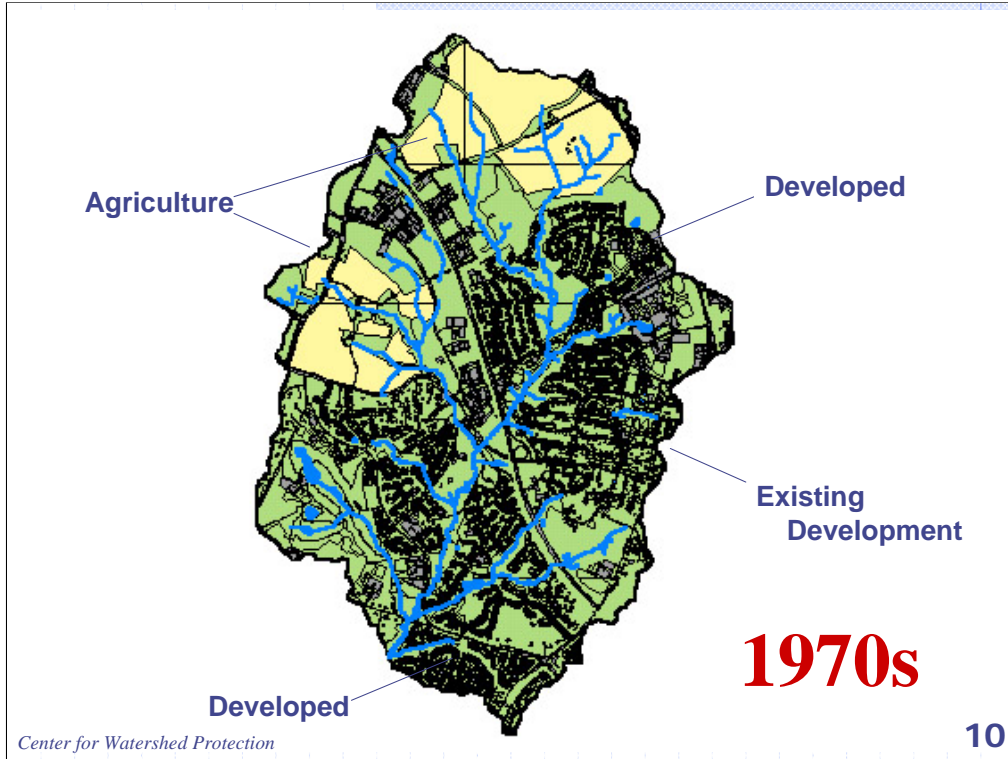 Agriculture
Developed
Existing
Development
1970s
Developed
Center for Watershed Protection
10